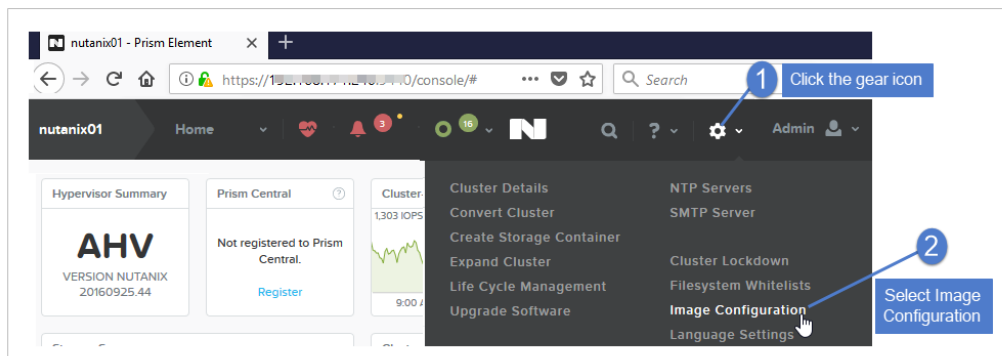 nutanix01 - Prism Element
console/#
Search
1
Click the gear icon
nutanix01
Home
3
16
N
?
Admin
Hypervisor Summary
Prism Central
?
Cluster
1,303 IOPS
AHV
VERSION NUTANIX
20160925.44
Not registered to Prism
Central.
Register
9:00
Cluster Details
Convert Cluster
Create Storage Container
Expand Cluster
Life Cycle Management
Upgrade Software
NTP Servers
SMTP Server
Cluster Lockdown
Filesystem Whitelists
Image Configuration
Language Settings
2
Select Image
Configuration